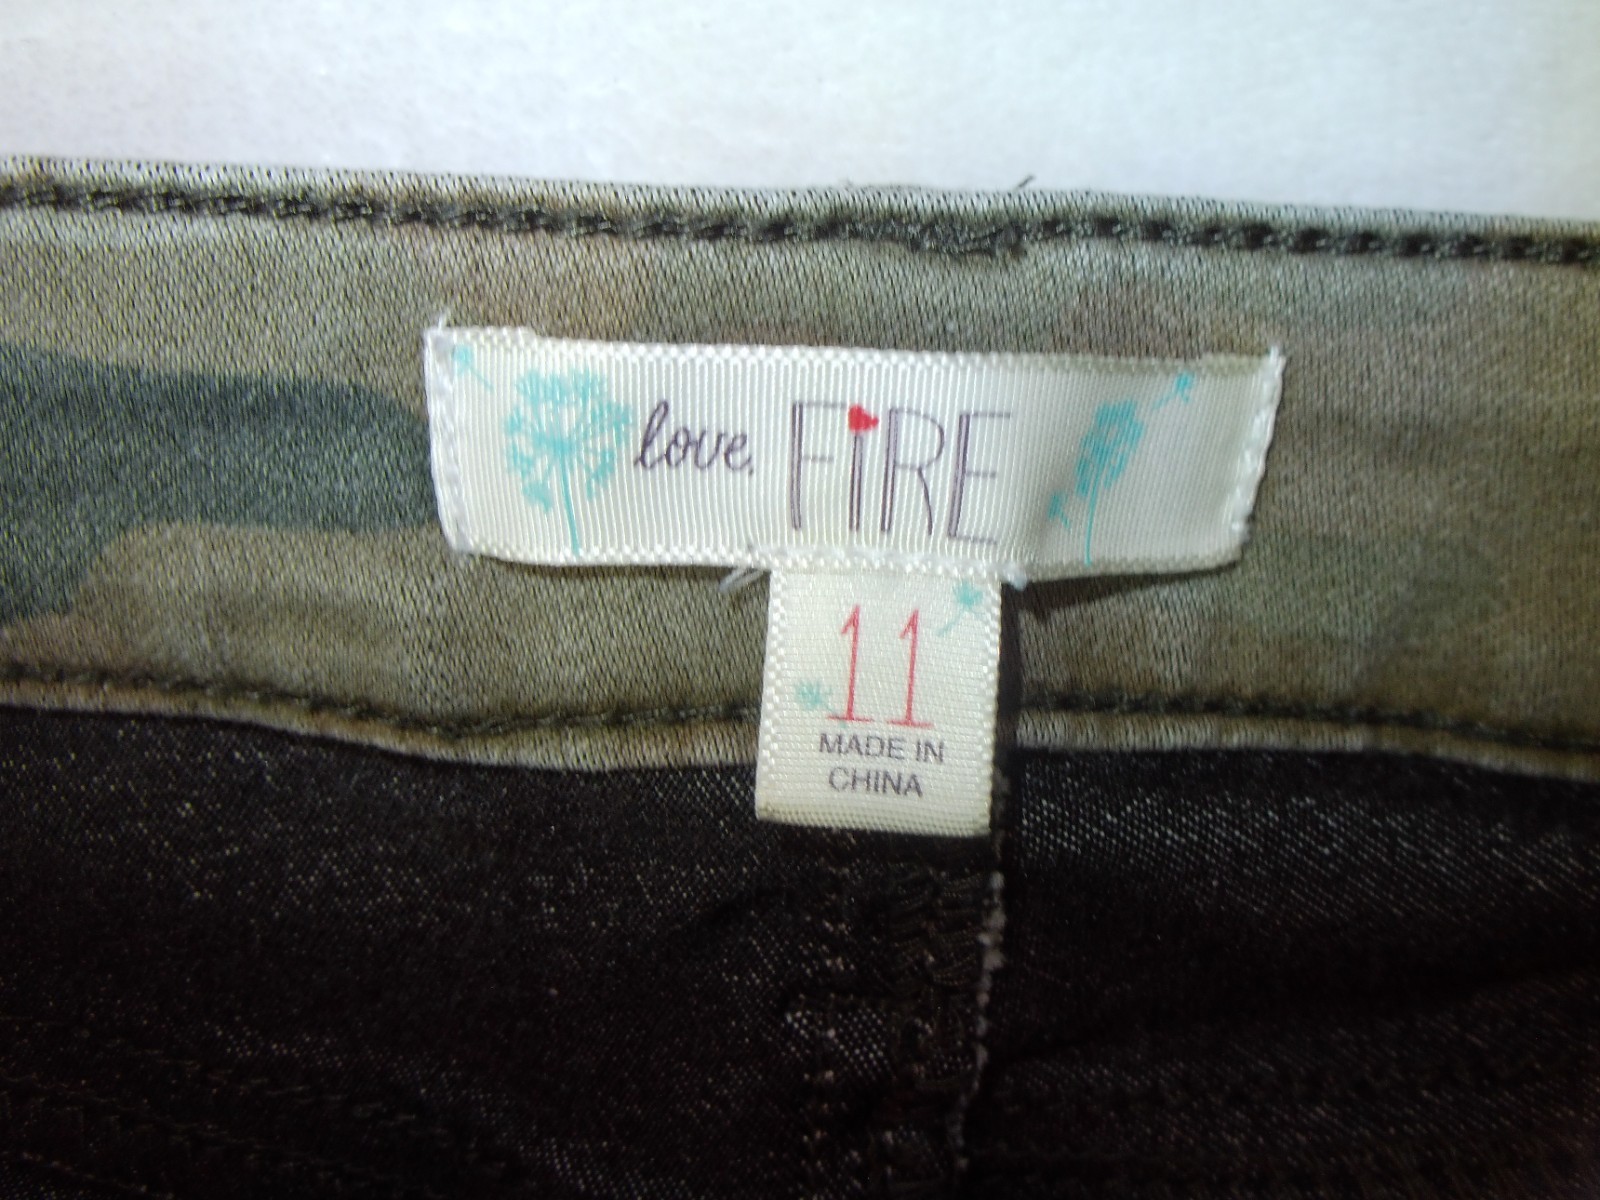 love, FiRE
11
MADE IN
CHINA